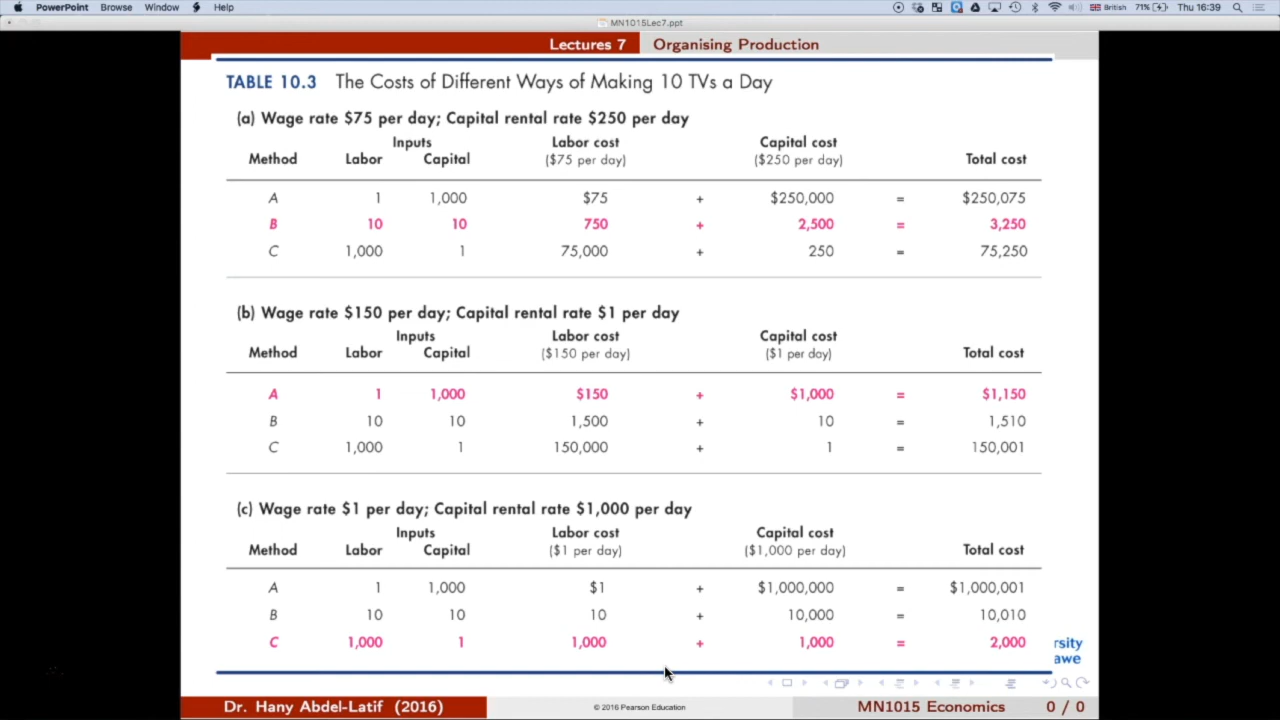 PowerPoint Browse Window Help British 71% Thu 16:39
MN1015Lec7.ppt
Lectures 7 Organising Production
TABLE 10.3 The Costs of Different Ways of Making 10 TVs a Day
(a) Wage rate $75 per day; Capital rental rate $250 per day
Inputs Labor cost Capital cost
Method Labor Capital ($75 per day) ($250 per day) Total cost
A 1 1,000 $75 + $250,000 = $250,075
B 10 10 750 + 2,500 = 3,250
C 1,000 1 75,000 + 250 = 75,250
(b) Wage rate $150 per day; Capital rental rate $1 per day
Inputs Labor cost Capital cost
Method Labor Capital ($150 per day) ($1 per day) Total cost
A 1 1,000 $150 + $1,000 = $1,150
B 10 10 1,500 + 10 = 1,510
C 1,000 1 150,000 + 1 = 150,001
(c) Wage rate $1 per day; Capital rental rate $1,000 per day
Inputs Labor cost Capital cost
Method Labor Capital ($1 per day) ($1,000 per day) Total cost
A 1 1,000 $1 + $1,000,000 = $1,000,001
B 10 10 10 + 10,000 = 10,010
C 1,000 1 1,000 + 1,000 = 2,000
rsity
awe
Dr. Hany Abdel-Latif (2016) © 2016 Pearson Education MN1015 Economics 0 / 0